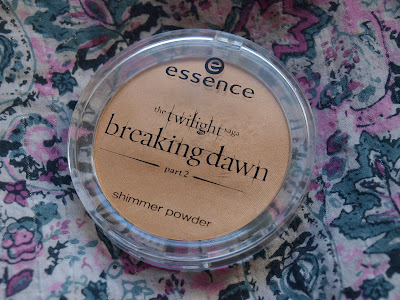 e
essence
the twilight saga
breaking dawn
part 2
shimmer powder